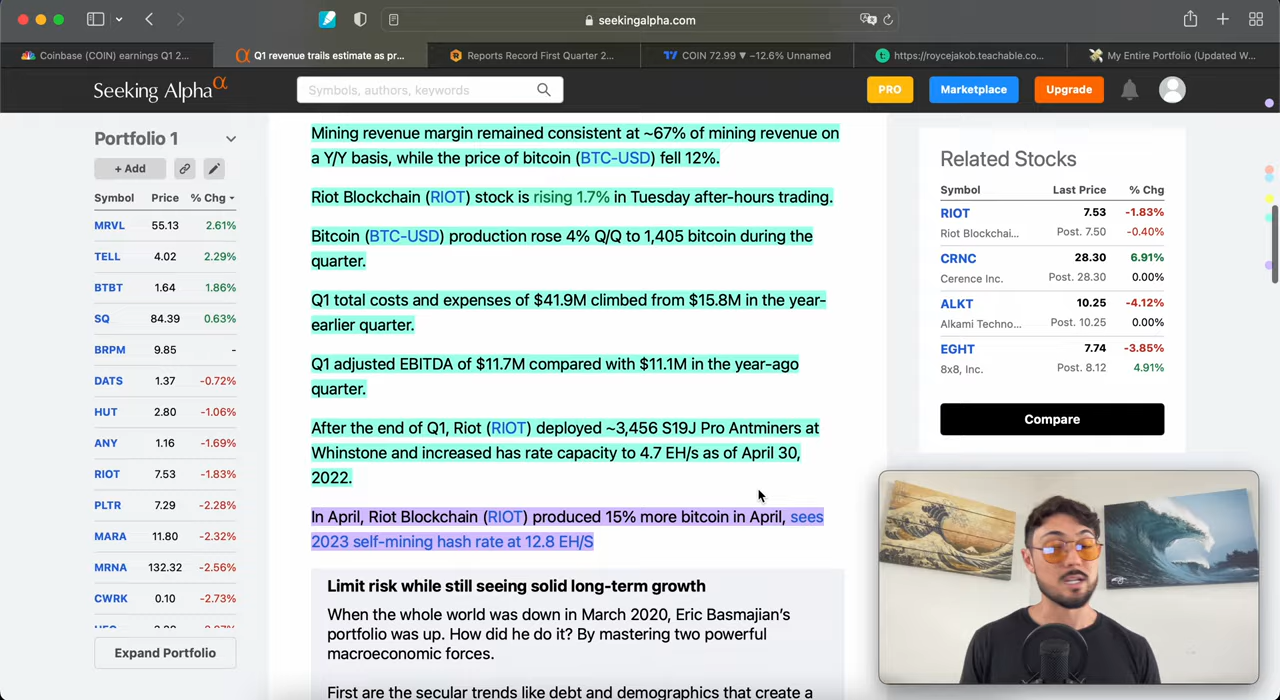 seekingalpha.com
Coinbase (COIN) earnings Q1 2...
Q1 revenue trails estimate as pr...
Reports Record First Quarter 2...
COIN 72.99 ▼ −12.6% Unnamed
https://roycejakob.teachable.co...
My Entire Portfolio (Updated W...
Seeking Alpha α
Symbols, authors, keywords
PRO
Marketplace
Upgrade
Portfolio 1
+ Add
Symbol Price % Chg
MRVL 55.13 2.61%
TELL 4.02 2.29%
BTBT 1.64 1.86%
SQ 84.39 0.63%
BRPM 9.85 -
DATS 1.37 -0.72%
HUT 2.80 -1.06%
ANY 1.16 -1.69%
RIOT 7.53 -1.83%
PLTR 7.29 -2.28%
MARA 11.80 -2.32%
MRNA 132.32 -2.56%
CWRK 0.10 -2.73%
Expand Portfolio
Mining revenue margin remained consistent at ~67% of mining revenue on
a Y/Y basis, while the price of bitcoin (BTC-USD) fell 12%.
Riot Blockchain (RIOT) stock is rising 1.7% in Tuesday after-hours trading.
Bitcoin (BTC-USD) production rose 4% Q/Q to 1,405 bitcoin during the
quarter.
Q1 total costs and expenses of $41.9M climbed from $15.8M in the year-
earlier quarter.
Q1 adjusted EBITDA of $11.7M compared with $11.1M in the year-ago
quarter.
After the end of Q1, Riot (RIOT) deployed ~3,456 S19J Pro Antminers at
Whinstone and increased has rate capacity to 4.7 EH/s as of April 30,
2022.
In April, Riot Blockchain (RIOT) produced 15% more bitcoin in April, sees
2023 self-mining hash rate at 12.8 EH/S
Limit risk while still seeing solid long-term growth
When the whole world was down in March 2020, Eric Basmajian's
portfolio was up. How did he do it? By mastering two powerful
macroeconomic forces.
First are the secular trends like debt and demographics that create a
Related Stocks
Symbol Last Price % Chg
RIOT 7.53 -1.83%
Riot Blockchai... Post. 7.50 -0.40%
CRNC 28.30 6.91%
Cerence Inc. Post. 28.30 0.00%
ALKT 10.25 -4.12%
Alkami Techno... Post. 10.25 0.00%
EGHT 7.74 -3.85%
8x8, Inc. Post. 8.12 4.91%
Compare